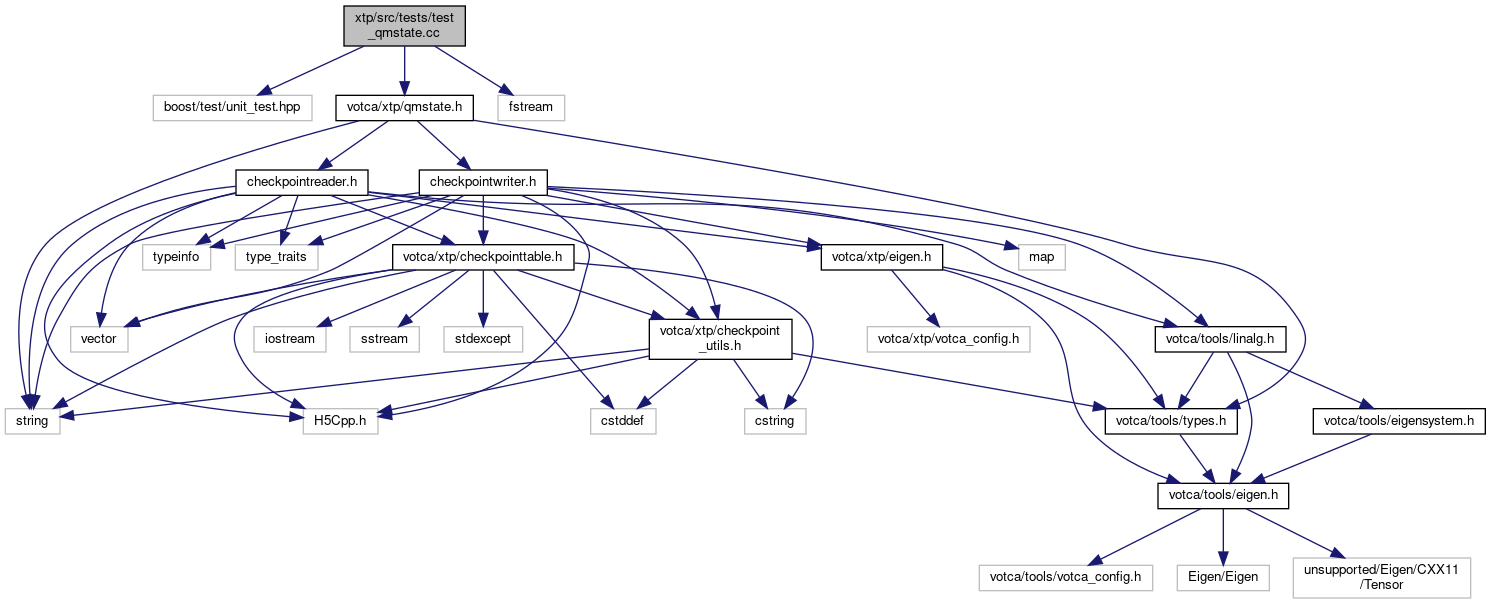 xtp/src/tests/test
_qmstate.cc
boost/test/unit_test.hpp
votca/xtp/qmstate.h
fstream
checkpointreader.h
checkpointwriter.h
typeinfo
type_traits
votca/xtp/checkpointtable.h
votca/xtp/eigen.h
map
vector
iostream
sstream
stdexcept
votca/xtp/checkpoint
_utils.h
votca/xtp/votca_config.h
votca/tools/linalg.h
string
H5Cpp.h
cstddef
cstring
votca/tools/types.h
votca/tools/eigensystem.h
votca/tools/eigen.h
votca/tools/votca_config.h
Eigen/Eigen
unsupported/Eigen/CXX11
/Tensor